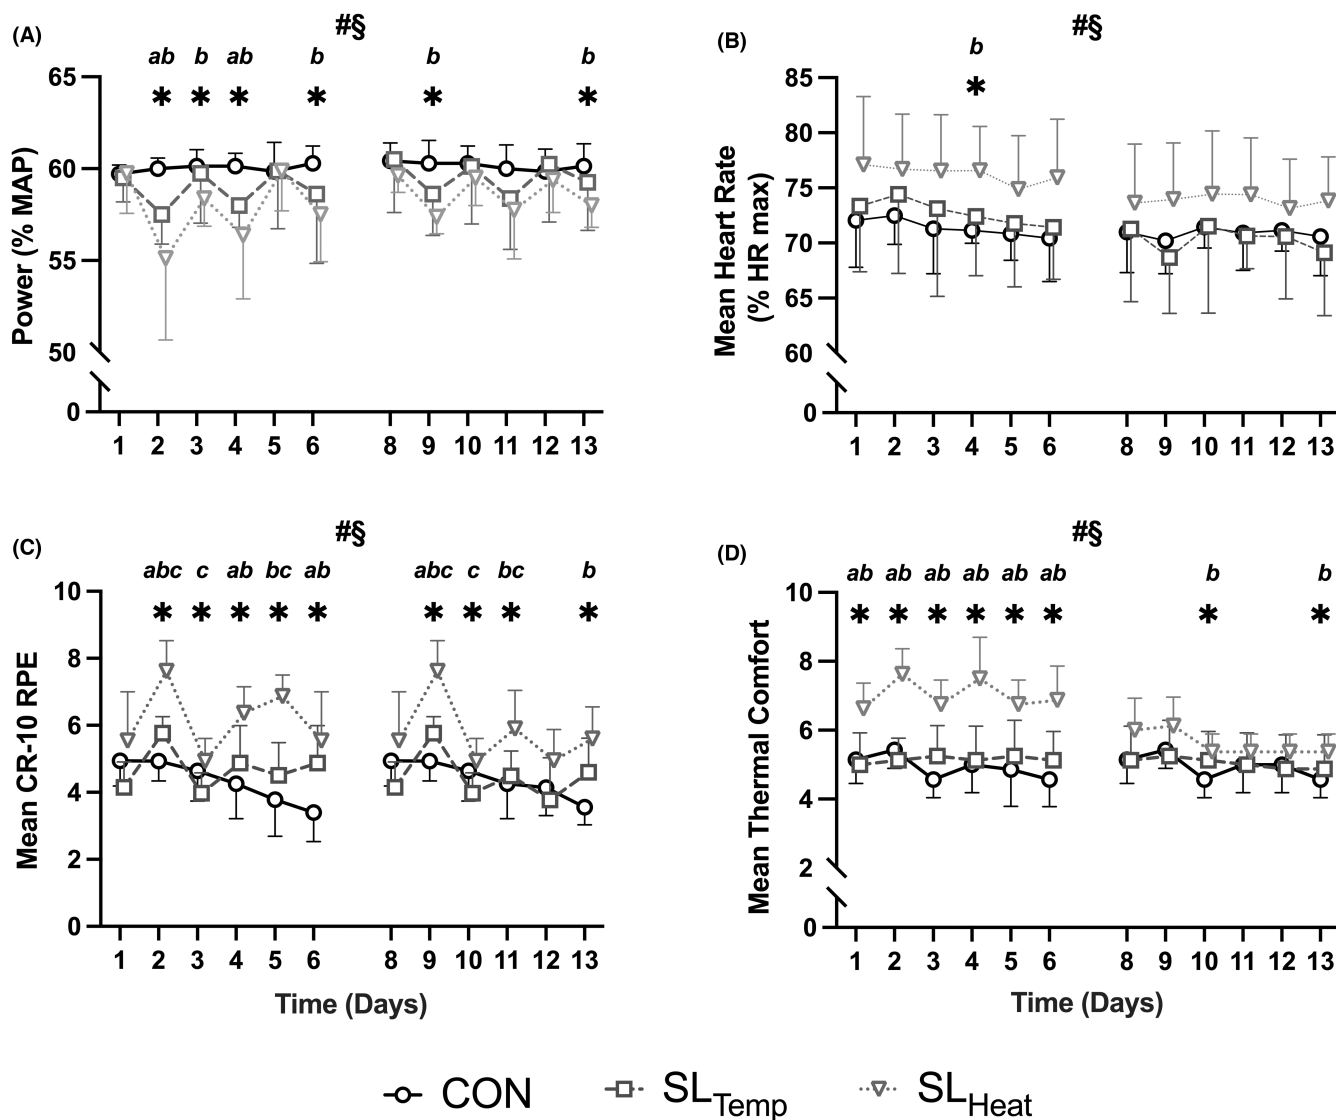 (A)
#§
ab b ab b b b
Power (% MAP)
65
60
55
50
0
1 2 3 4 5 6 8 9 10 11 12 13
(B)
#§
b
Mean Heart Rate
(% HR max)
85
80
75
70
65
60
0
1 2 3 4 5 6 8 9 10 11 12 13
(C)
#§
abc c ab bc ab abc c bc b
Mean CR-10 RPE
10
8
6
4
2
0
1 2 3 4 5 6 8 9 10 11 12 13
Time (Days)
(D)
#§
ab ab ab ab ab ab b b
Mean Thermal Comfort
10
8
6
4
2
0
1 2 3 4 5 6 8 9 10 11 12 13
Time (Days)
CON SLTemp SLHeat